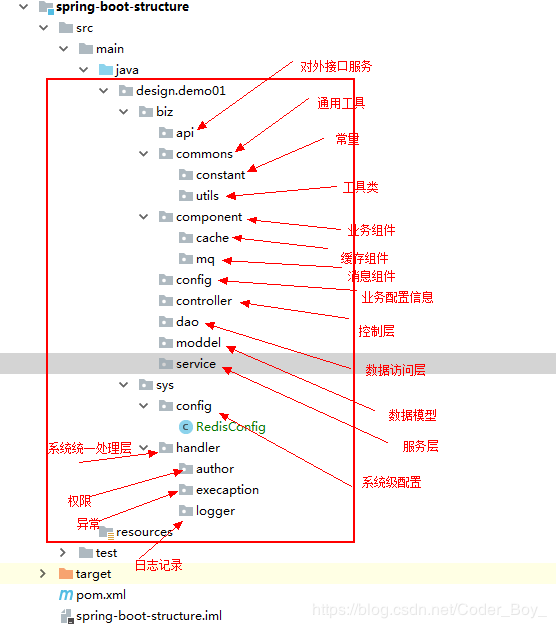 spring-boot-structure
src
main
java
design.demo01
biz
api
commons
constant
utils
component
cache
mq
config
controller
dao
moddel
service
sys
config
RedisConfig
handler
author
execaption
logger
resources
test
target
pom.xml
spring-boot-structure.iml
对外接口服务
通用工具
常量
工具类
业务组件
缓存组件
消息组件
业务配置信息
控制层
数据访问层
数据模型
服务层
系统级配置
系统统一处理层
权限
异常
日志记录
https://blog.csdn.net/Coder_Boy_